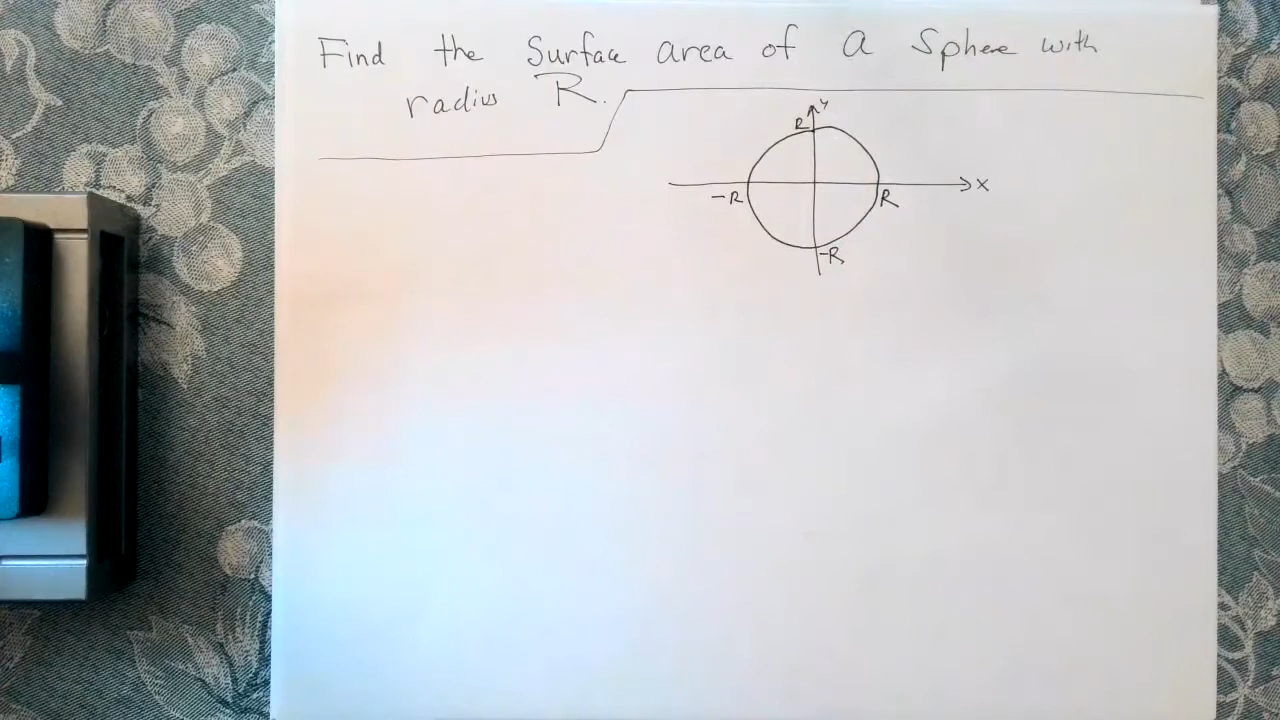 Find the Surface area of a Sphere with
radius R.
y
R
x
-R
R
-R